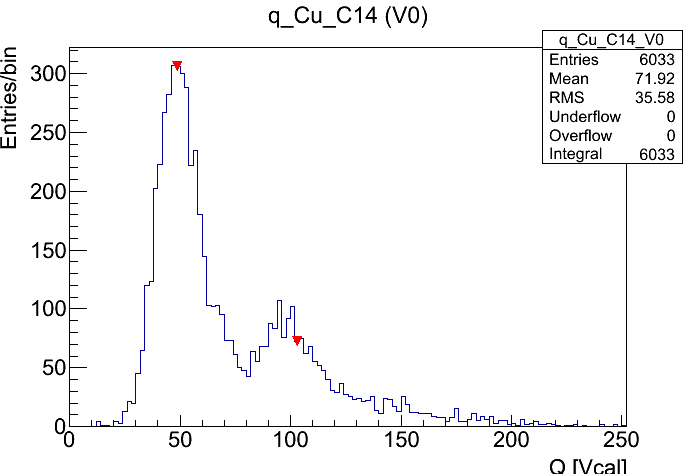 q_Cu_C14 (V0)
q_Cu_C14_V0
Entries 6033
Mean 71.92
RMS 35.58
Underflow 0
Overflow 0
Integral 6033
Entries/bin
300
250
200
150
100
50
0
0 50 100 150 200 250
Q [Vcal]